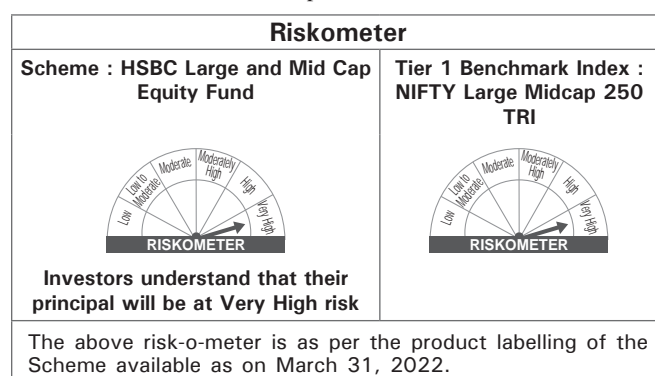 Riskometer
Scheme : HSBC Large and Mid Cap
Equity Fund
Low
Low to
Moderate
Moderate
Moderately
High
High
Very High
RISKOMETER
Investors understand that their
principal will be at Very High risk
Tier 1 Benchmark Index :
NIFTY Large Midcap 250
TRI
Low
Low to
Moderate
Moderate
Moderately
High
High
Very High
RISKOMETER
The above risk-o-meter is as per the product labelling of the
Scheme available as on March 31, 2022.